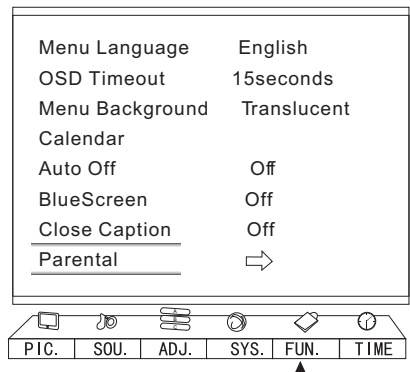 Menu Language English
OSD Timeout 15seconds
Menu Background Translucent
Calendar
Auto Off Off
BlueScreen Off
Close Caption Off
Parental
PIC. SOU. ADJ. SYS. FUN. TIME